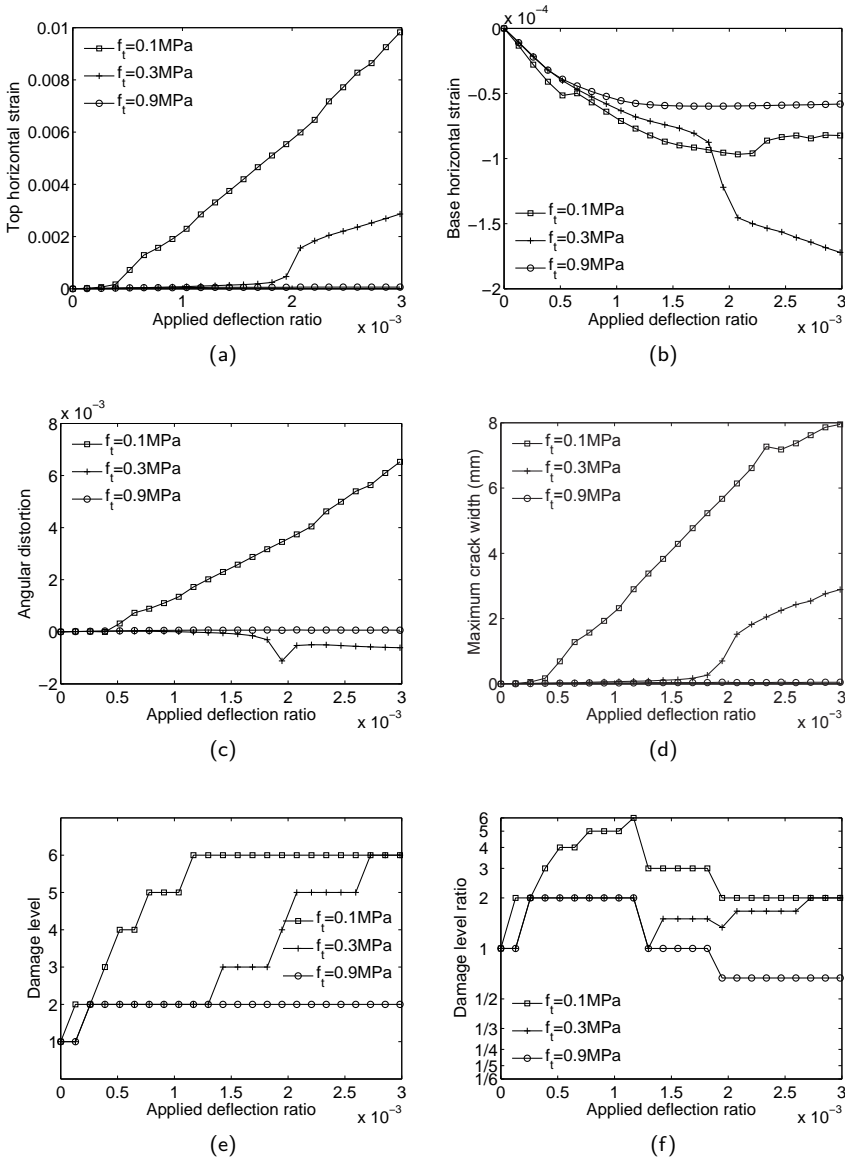 0.01
0.008
0.006
0.004
0.002
0
Top horizontal strain
f_t=0.1MPa
f_t=0.3MPa
f_t=0.9MPa
0 1 2 3
Applied deflection ratio
x 10⁻³
(a)
x 10⁻⁴
0
−0.5
−1
−1.5
−2
Base horizontal strain
f_t=0.1MPa
f_t=0.3MPa
f_t=0.9MPa
0 0.5 1 1.5 2 2.5 3
Applied deflection ratio
x 10⁻³
(b)
x 10⁻³
8
6
4
2
0
−2
Angular distortion
f_t=0.1MPa
f_t=0.3MPa
f_t=0.9MPa
0 0.5 1 1.5 2 2.5 3
Applied deflection ratio
x 10⁻³
(c)
8
6
4
2
0
Maximum crack width (mm)
f_t=0.1MPa
f_t=0.3MPa
f_t=0.9MPa
0 0.5 1 1.5 2 2.5 3
Applied deflection ratio
x 10⁻³
(d)
6
5
4
3
2
1
Damage level
f_t=0.1MPa
f_t=0.3MPa
f_t=0.9MPa
0 0.5 1 1.5 2 2.5 3
Applied deflection ratio
x 10⁻³
(e)
6
5
4
3
2
1
1/2
1/3
1/4
1/5
1/6
Damage level ratio
f_t=0.1MPa
f_t=0.3MPa
f_t=0.9MPa
0 0.5 1 1.5 2 2.5 3
Applied deflection ratio
x 10⁻³
(f)